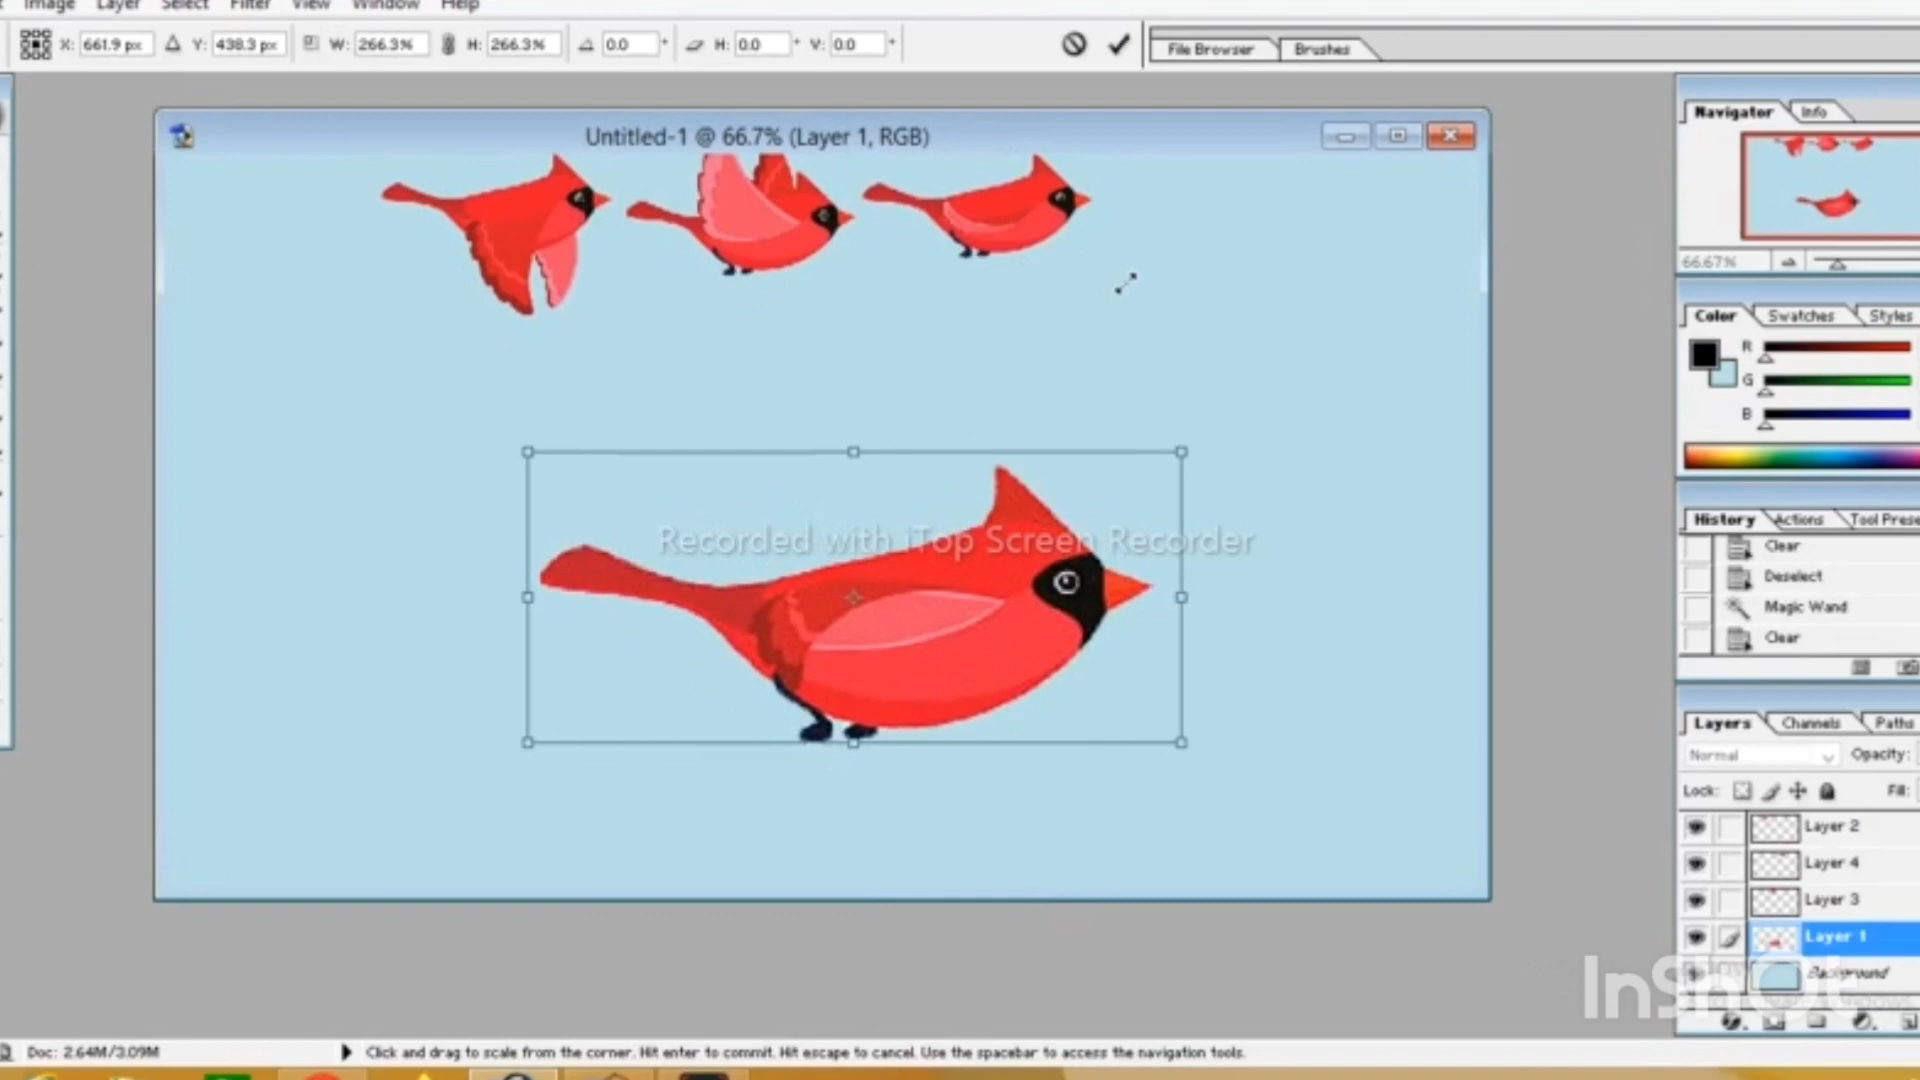 Image Layer Select Filter View Window Help
X: 661.9 px Y: 438.3 px W: 266.3% H: 266.3% 0.0 ° H: 0.0 ° V: 0.0 °
File Browser Brushes
Untitled-1 @ 66.7% (Layer 1, RGB)
Navigator Info
66.67%
Color Swatches Styles
R
G
B
Recorded with iTop Screen Recorder
History Actions Tool Prese
Clear
Deselect
Magic Wand
Clear
Layers Channels Paths
Normal Opacity:
Lock: Fill:
Layer 2
Layer 4
Layer 3
Layer 1
Background
InShOt
Doc: 2.64M/3.09M Click and drag to scale from the corner. Hit enter to commit. Hit escape to cancel. Use the spacebar to access the navigation tools.